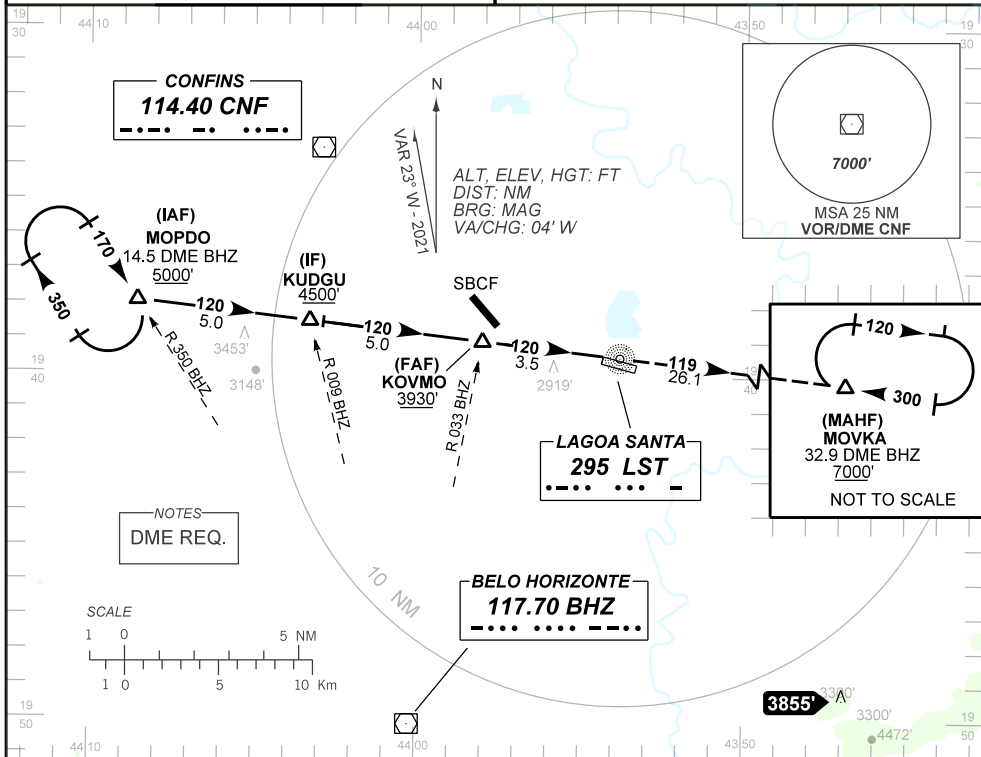 44 10
44 00
43 50
19
30
19
30
CONFINS
114.40 CNF
N
VAR 23° W - 2021
ALT, ELEV, HGT: FT
DIST: NM
BRG: MAG
VA/CHG: 04' W
7000'
MSA 25 NM
VOR/DME CNF
(IAF)
MOPDO
14.5 DME BHZ
5000'
170
350
(IF)
KUDGU
4500'
SBCF
120
5.0
120
5.0
120
3.5
119
26.1
3453'
3148'
2919'
(FAF)
KOVMO
3930'
R 350 BHZ
R 009 BHZ
R 033 BHZ
19
40
40
120
300
(MAHF)
MOVKA
32.9 DME BHZ
7000'
NOT TO SCALE
LAGOA SANTA
295 LST
NOTES
DME REQ.
10 NM
BELO HORIZONTE
117.70 BHZ
SCALE
1 0 5 NM
1 0 5 10 Km
3855'
3300'
3300'
4472'
19
50
19
50
44 10
44 00
43 50